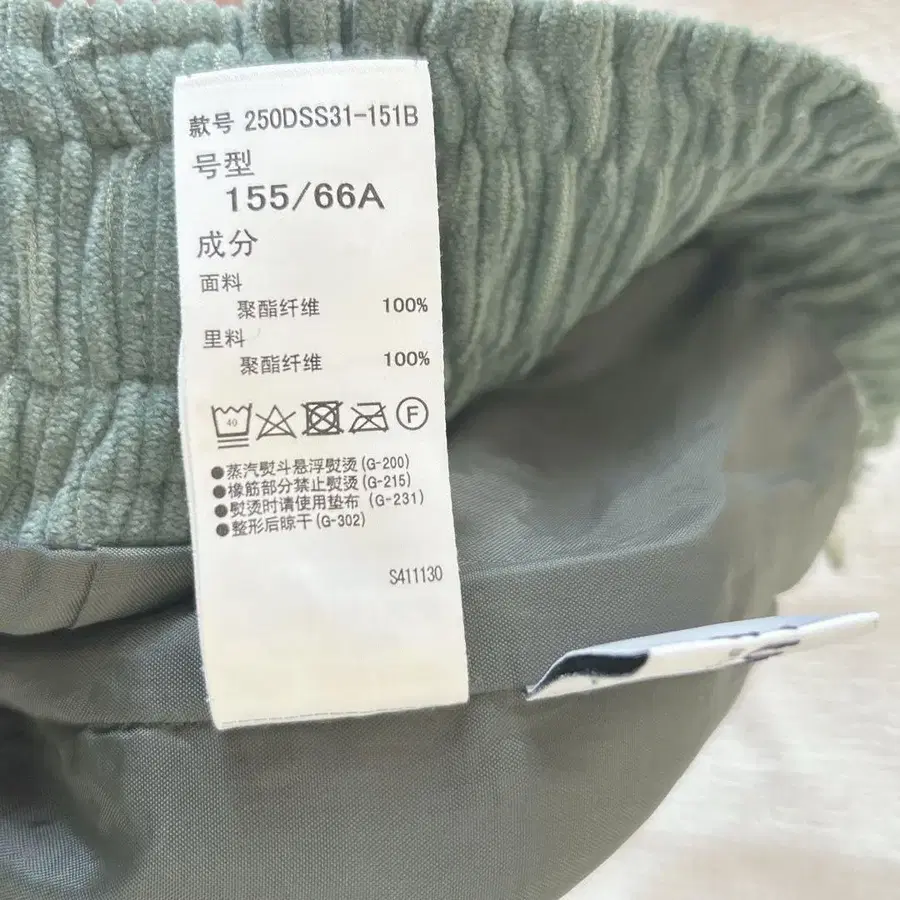 款号 250DSS31-151B
号型
155/66A
成分
面料
聚酯纤维 100%
里料
聚酯纤维 100%
40 F
●蒸汽熨斗悬浮熨烫(G-200)
●橡筋部分禁止熨烫(G-215)
●熨烫时请使用垫布 (G-231)
●整形后晾干(G-302)
S411130